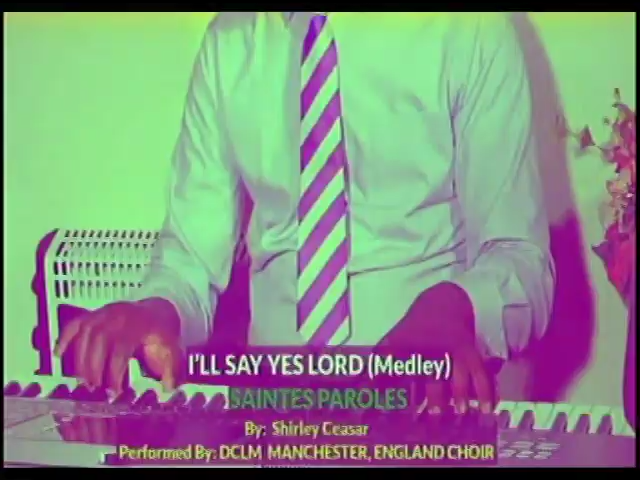 I'LL SAY YES LORD (Medley)
SAINTES PAROLES
By: Shirley Ceasar
Performed By: DCLM MANCHESTER, ENGLAND CHOIR